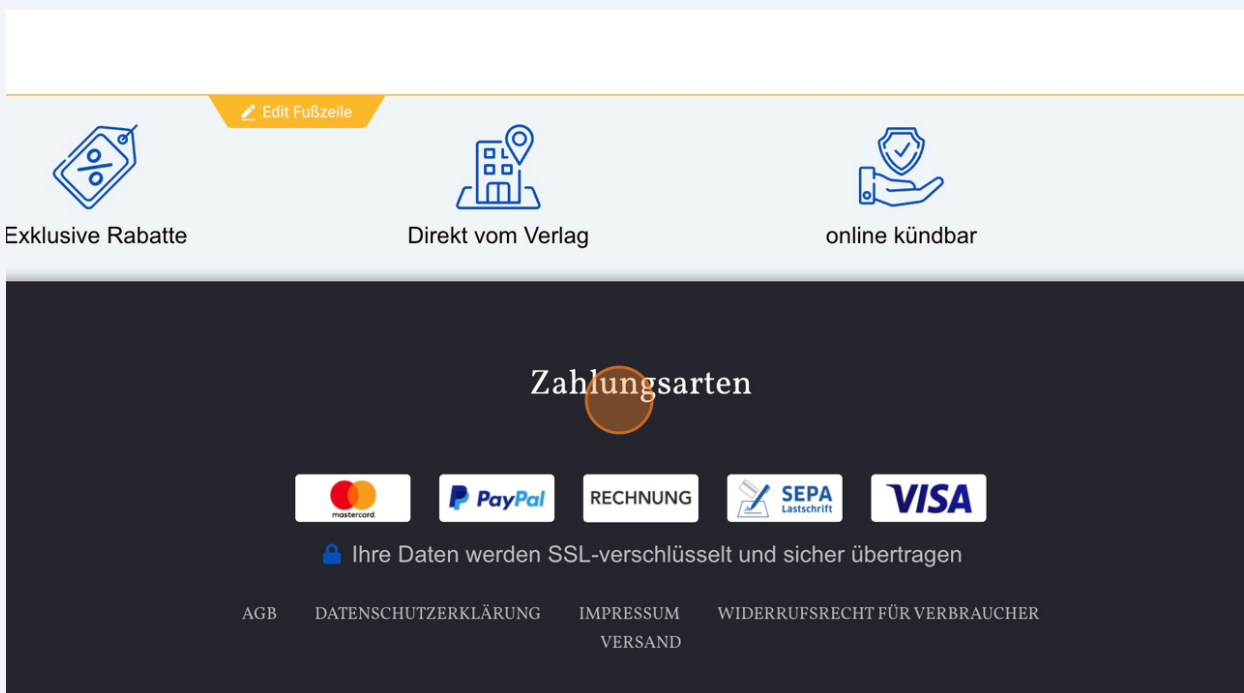 Edit Fußzeile
Exklusive Rabatte Direkt vom Verlag online kündbar
Zahlungsarten
mastercard PayPal RECHNUNG SEPA Lastschrift VISA
Ihre Daten werden SSL-verschlüsselt und sicher übertragen
AGB DATENSCHUTZERKLÄRUNG IMPRESSUM WIDERRUFSRECHT FÜR VERBRAUCHER
VERSAND